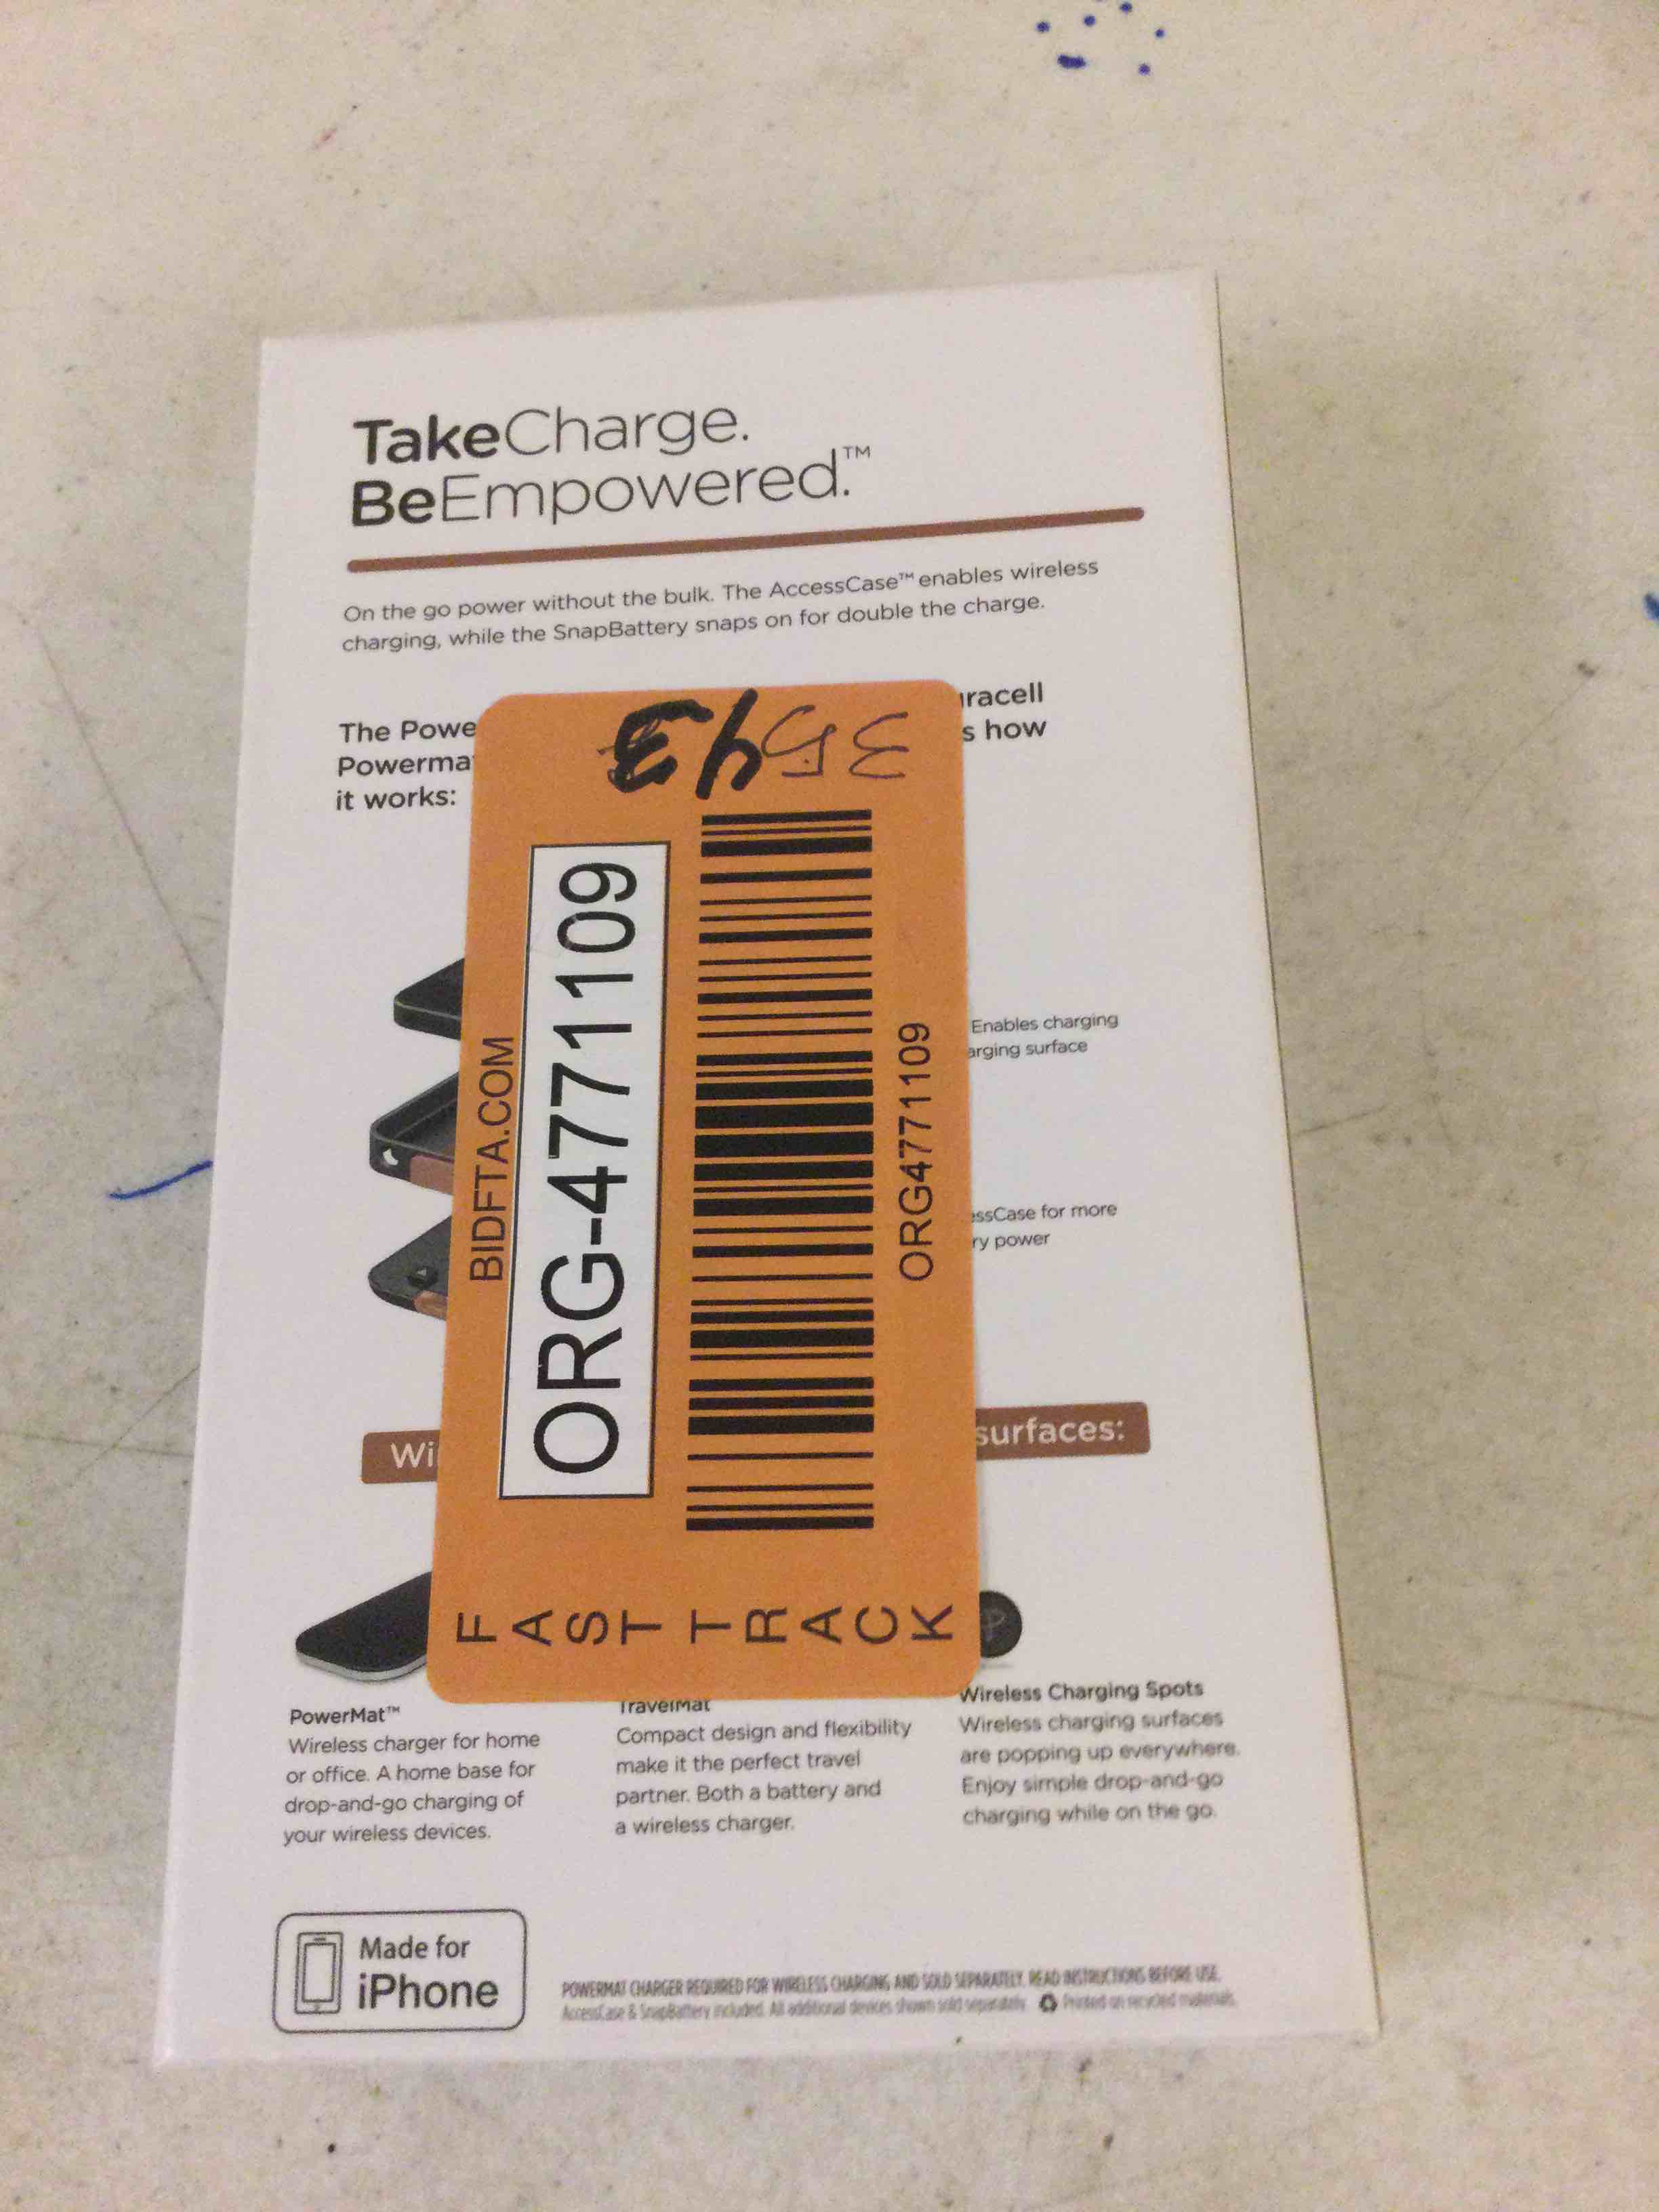 TakeCharge.
BeEmpowered.™
On the go power without the bulk. The AccessCase™ enables wireless
charging, while the SnapBattery snaps on for double the charge.
The Powe
racell
Powerma
s how
it works:
BIDFTA.COM
ORG-4771109
ORG4771109
FAST TRACK
Enables charging
arging surface
ssCase for more
ry power
Wi
surfaces:
PowerMat™
Wireless charger for home
or office. A home base for
drop-and-go charging of
your wireless devices.
TravelMat
Compact design and flexibility
make it the perfect travel
partner. Both a battery and
a wireless charger.
Wireless Charging Spots
Wireless charging surfaces
are popping up everywhere.
Enjoy simple drop-and-go
charging while on the go.
Made for
iPhone
POWERMAT CHARGER REQUIRED FOR WIRELESS CHARGING AND SOLD SEPARATELY. READ INSTRUCTIONS BEFORE USE.
AccessCase & SnapBattery included. All additional devices shown sold separately. Printed on recycled materials.